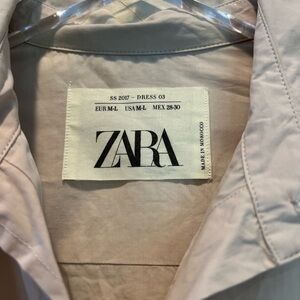 SS 2017 - DRESS 03
EUR M-L USA M-L MEX 28-30
ZARA
MADE IN MOROCCO